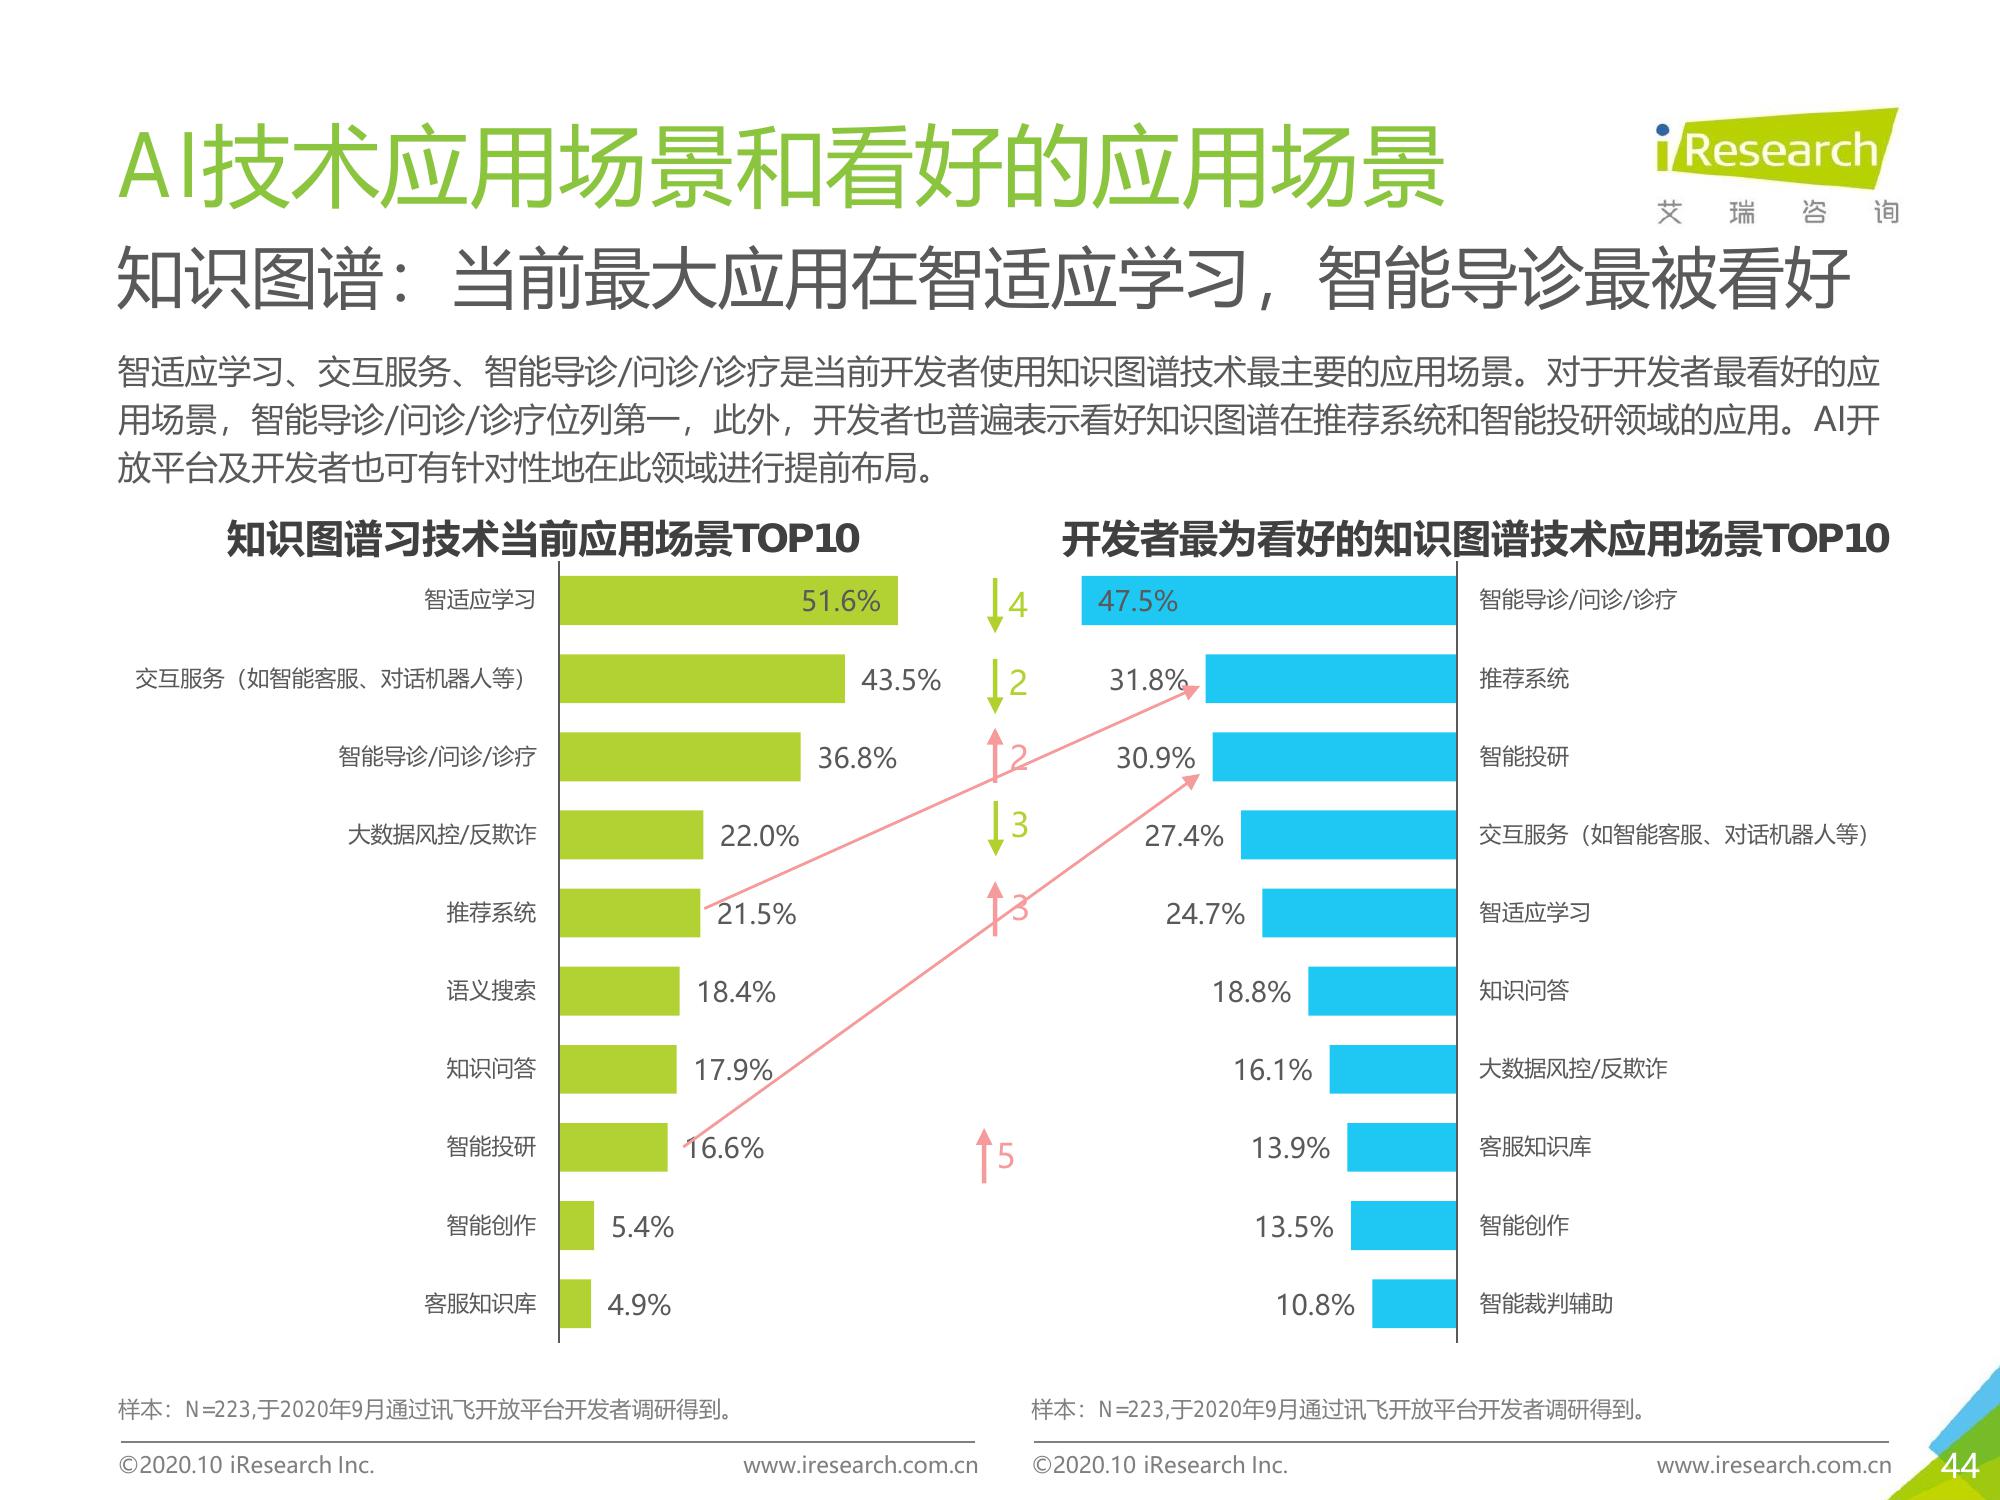 AI技术应用场景和看好的应用场景
iResearch
艾瑞咨询
知识图谱：当前最大应用在智适应学习，智能导诊最被看好
智适应学习、交互服务、智能导诊/问诊/诊疗是当前开发者使用知识图谱技术最主要的应用场景。对于开发者最看好的应
用场景，智能导诊/问诊/诊疗位列第一，此外，开发者也普遍表示看好知识图谱在推荐系统和智能投研领域的应用。AI开
放平台及开发者也可有针对性地在此领域进行提前布局。
知识图谱习技术当前应用场景TOP10
智适应学习 51.6% 4
交互服务（如智能客服、对话机器人等） 43.5% 2
智能导诊/问诊/诊疗 36.8% 2
大数据风控/反欺诈 22.0% 3
推荐系统 21.5% 3
语义搜索 18.4%
知识问答 17.9%
智能投研 16.6% 5
智能创作 5.4%
客服知识库 4.9%
开发者最为看好的知识图谱技术应用场景TOP10
47.5% 智能导诊/问诊/诊疗
31.8% 推荐系统
30.9% 智能投研
27.4% 交互服务（如智能客服、对话机器人等）
24.7% 智适应学习
18.8% 知识问答
16.1% 大数据风控/反欺诈
13.9% 客服知识库
13.5% 智能创作
10.8% 智能裁判辅助
样本：N=223,于2020年9月通过讯飞开放平台开发者调研得到。
样本：N=223,于2020年9月通过讯飞开放平台开发者调研得到。
©2020.10 iResearch Inc. www.iresearch.com.cn
©2020.10 iResearch Inc. www.iresearch.com.cn
44